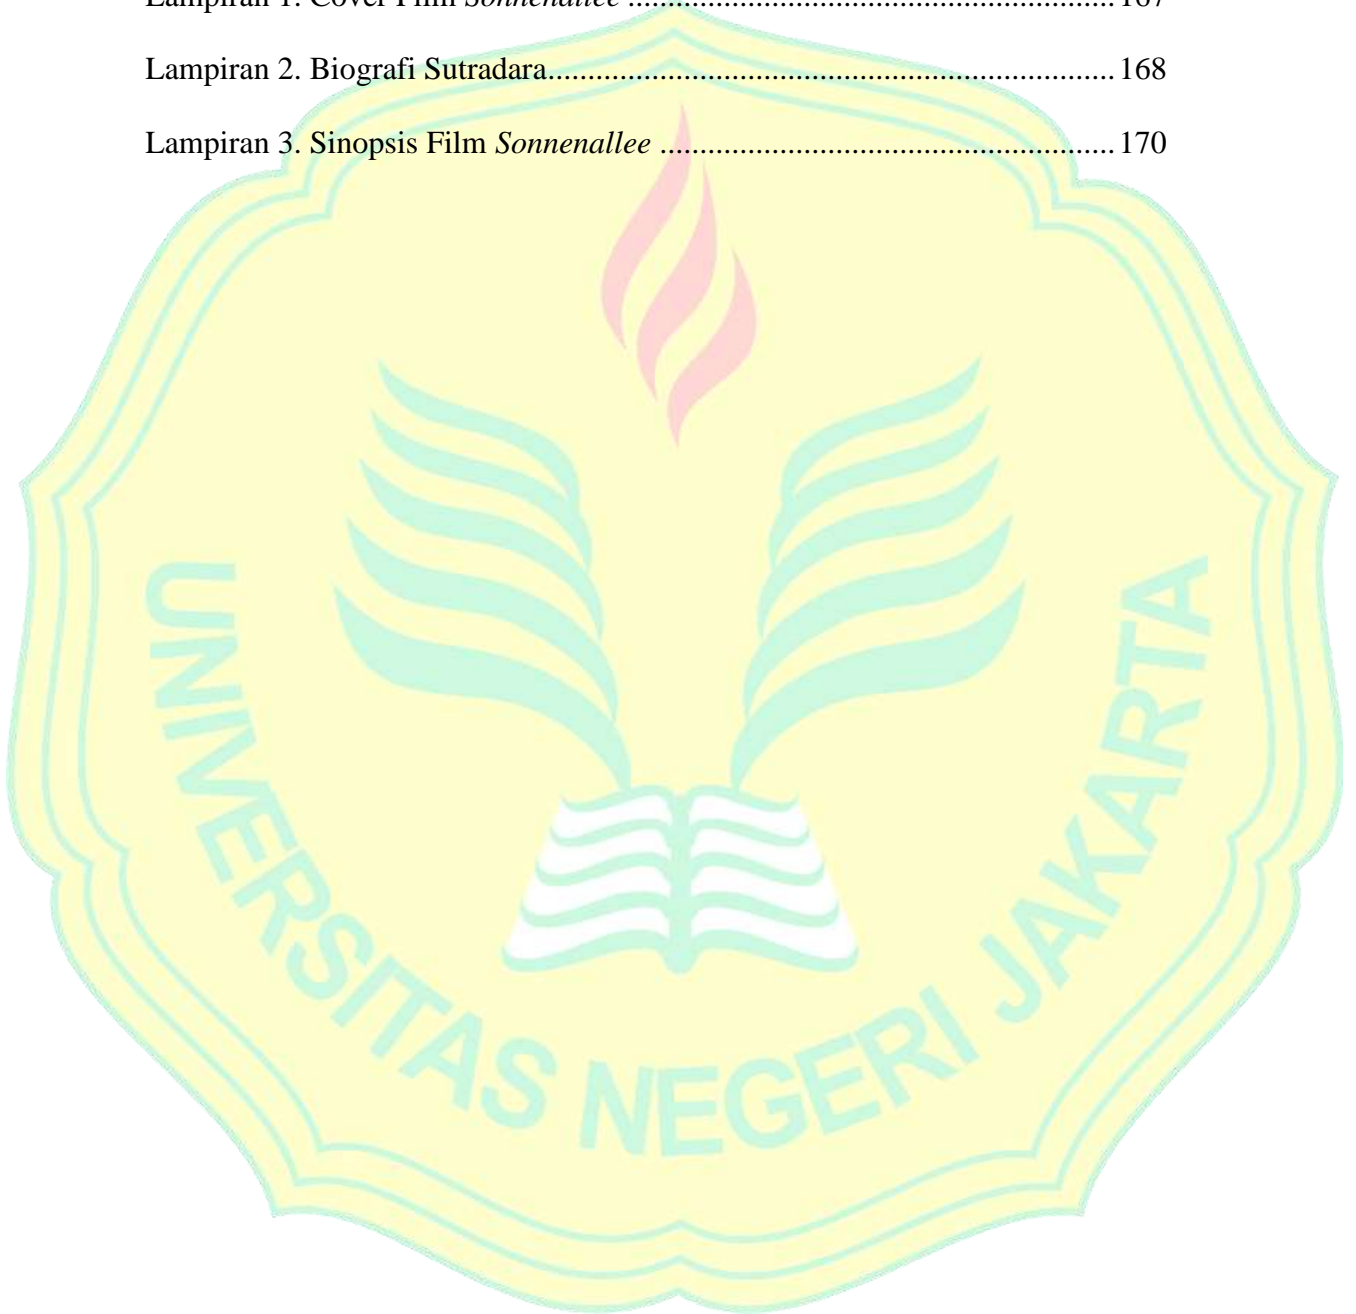 Lampiran 1. Cover Film Sonnenallee ............................................................. 167
Lampiran 2. Biografi Sutradara....................................................................... 168
Lampiran 3. Sinopsis Film Sonnenallee ......................................................... 170
UNIVERSITAS NEGERI JAKARTA